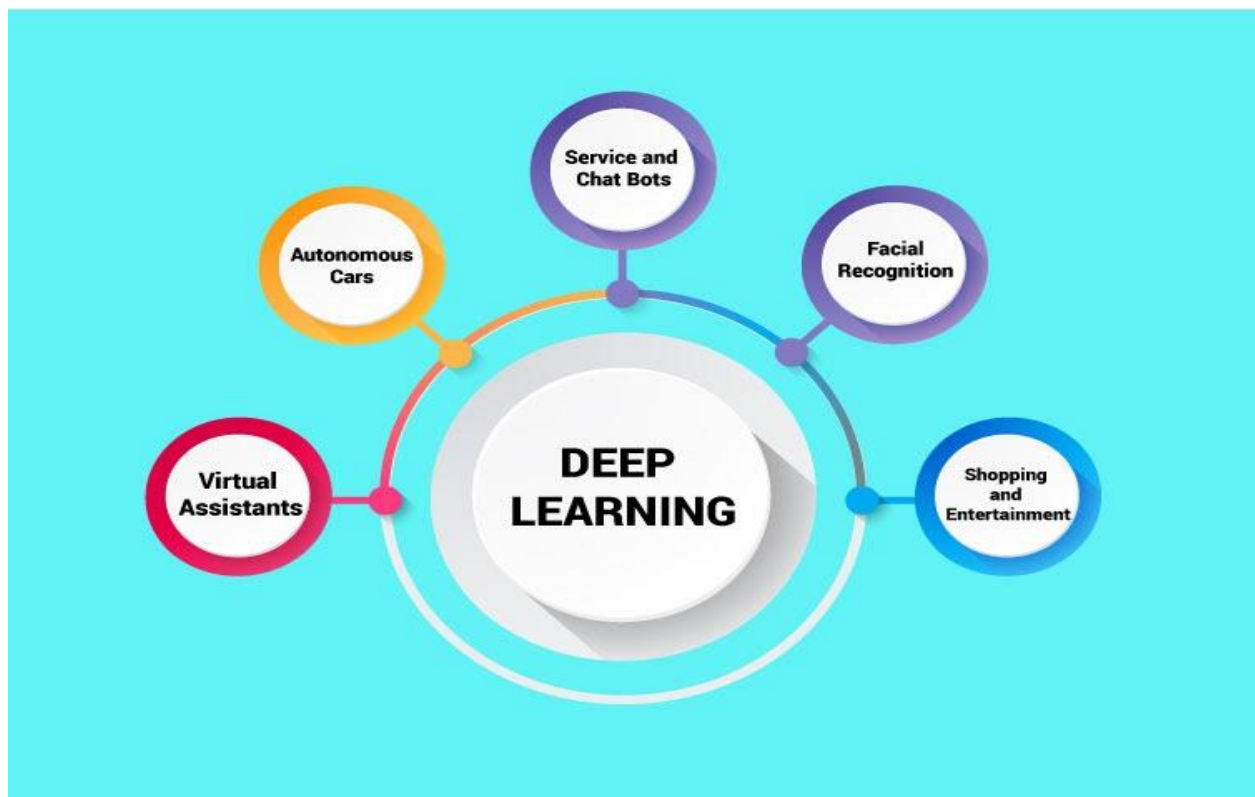 Service and
Chat Bots
Autonomous
Cars
Facial
Recognition
Virtual
Assistants
DEEP
LEARNING
Shopping
and
Entertainment